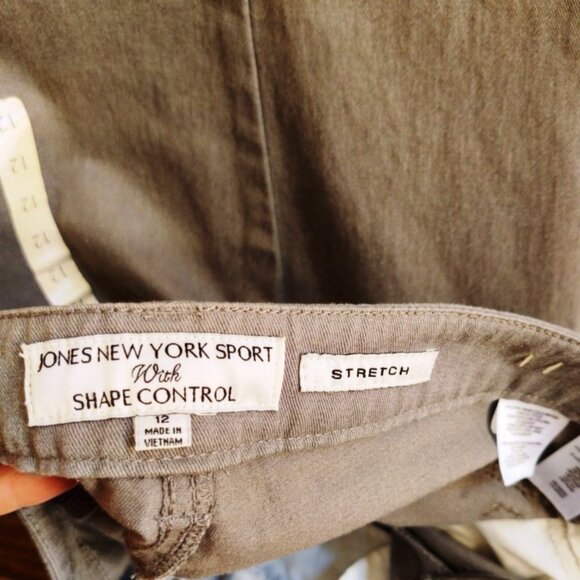 12
12
12
12
JONES NEW YORK SPORT
With
SHAPE CONTROL
STRETCH
12
MADE IN
VIETNAM